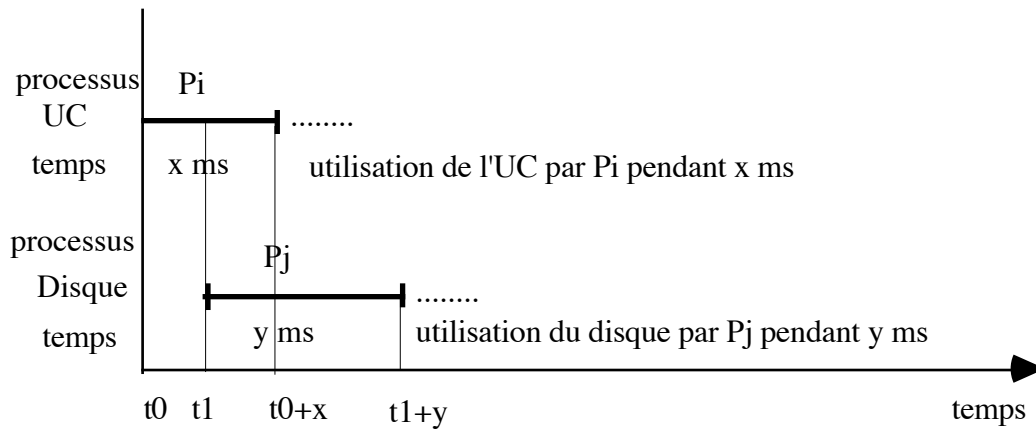 processus Pi
UC ........
temps x ms utilisation de l'UC par Pi pendant x ms
processus
Pj
Disque ........
temps y ms utilisation du disque par Pj pendant y ms
t0 t1 t0+x t1+y temps